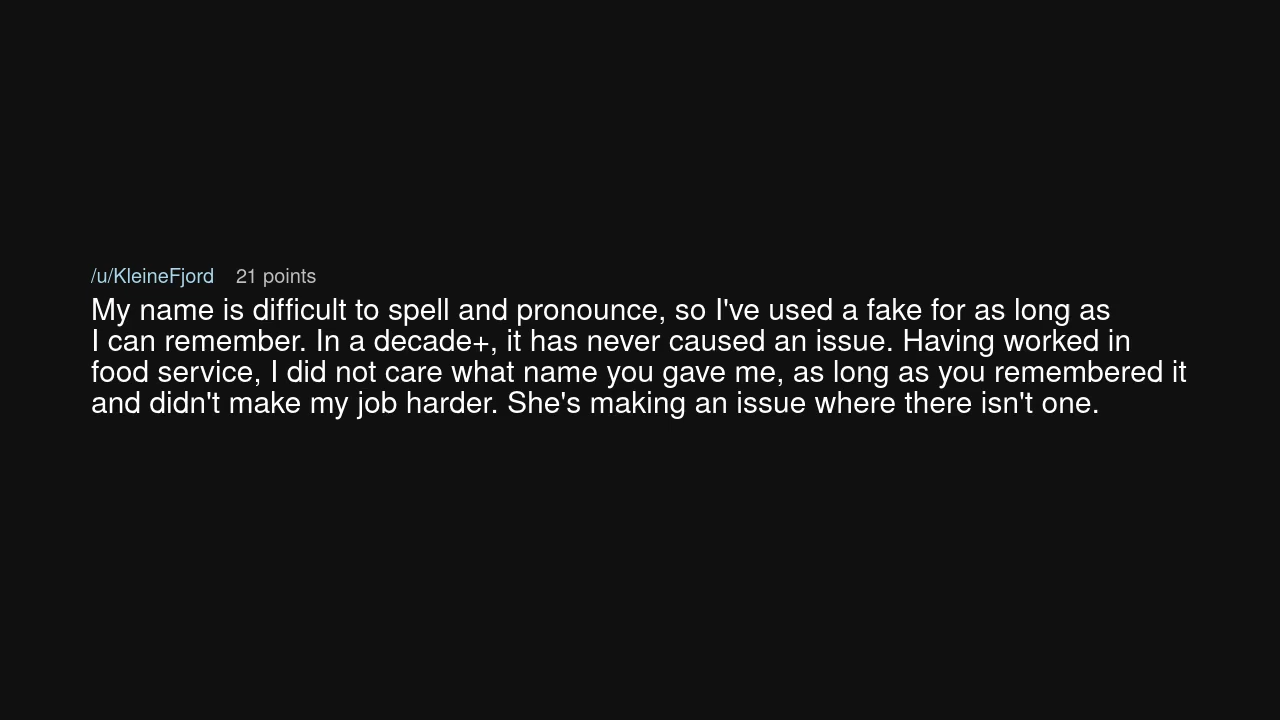 /u/KleineFjord 21 points
My name is difficult to spell and pronounce, so I've used a fake for as long as
I can remember. In a decade+, it has never caused an issue. Having worked in
food service, I did not care what name you gave me, as long as you remembered it
and didn't make my job harder. She's making an issue where there isn't one.